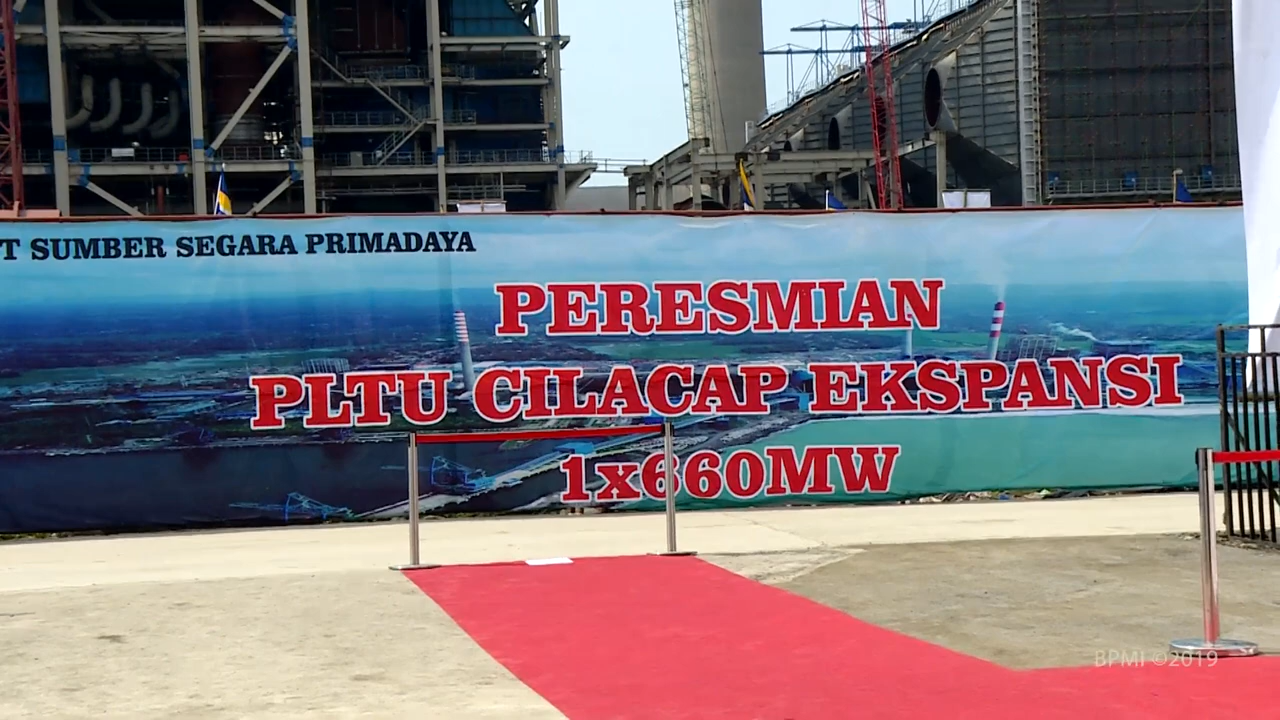 T SUMBER SEGARA PRIMADAYA
PERESMIAN
PLTU CILACAP EKSPANSI
1x660MW
BPMI ©2019